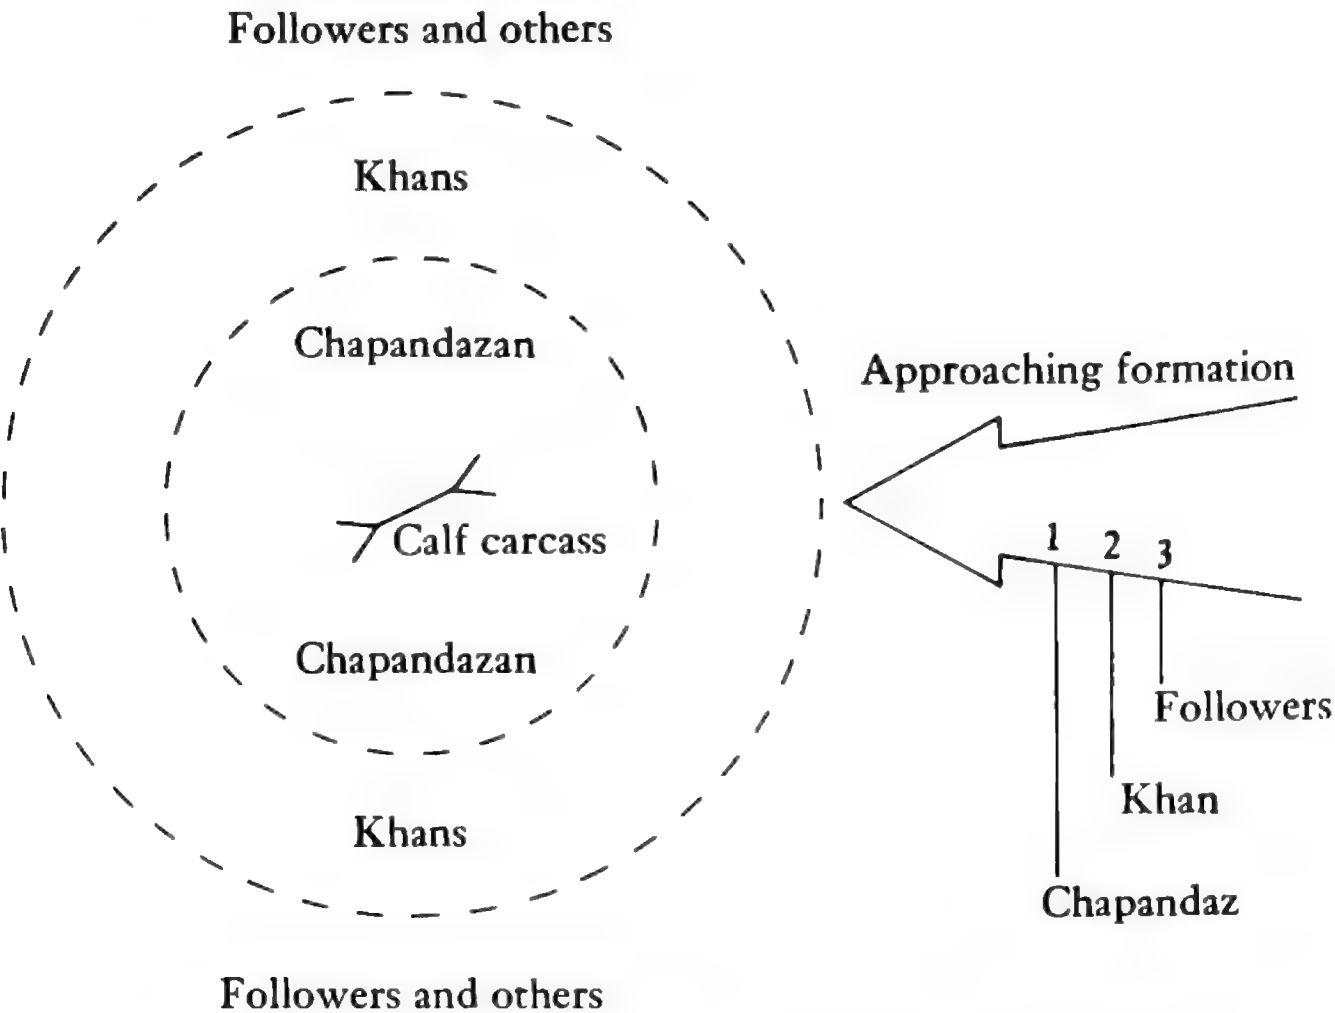 Followers and others
Khans
Chapandazan
Approaching formation
Calf carcass
1
2
3
Chapandazan
Followers
Khan
Khans
Chapandaz
Followers and others